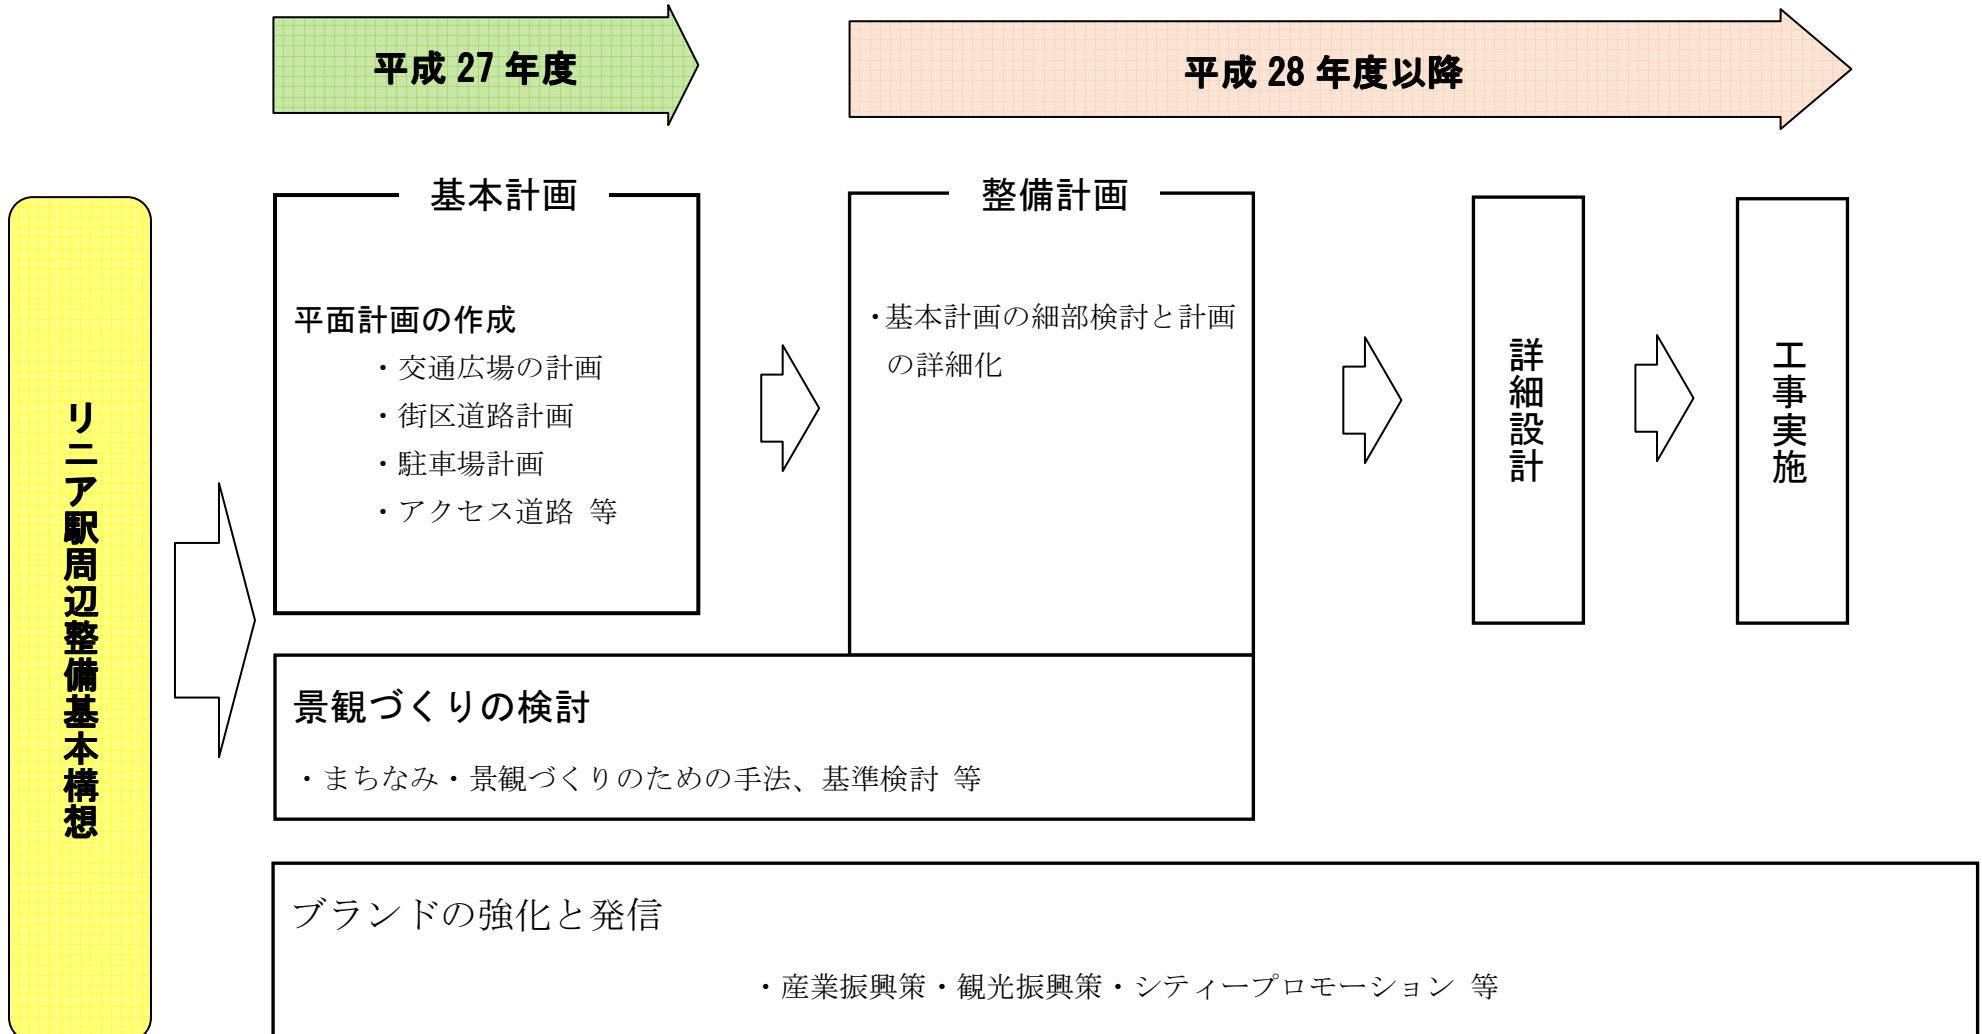 平成 27 年度
平成 28 年度以降
リニア駅周辺整備基本構想
基本計画
平面計画の作成
・交通広場の計画
・街区道路計画
・駐車場計画
・アクセス道路 等
整備計画
・基本計画の細部検討と計画
の詳細化
詳細設計
工事実施
景観づくりの検討
・まちなみ・景観づくりのための手法、基準検討 等
ブランドの強化と発信
・産業振興策・観光振興策・シティープロモーション 等